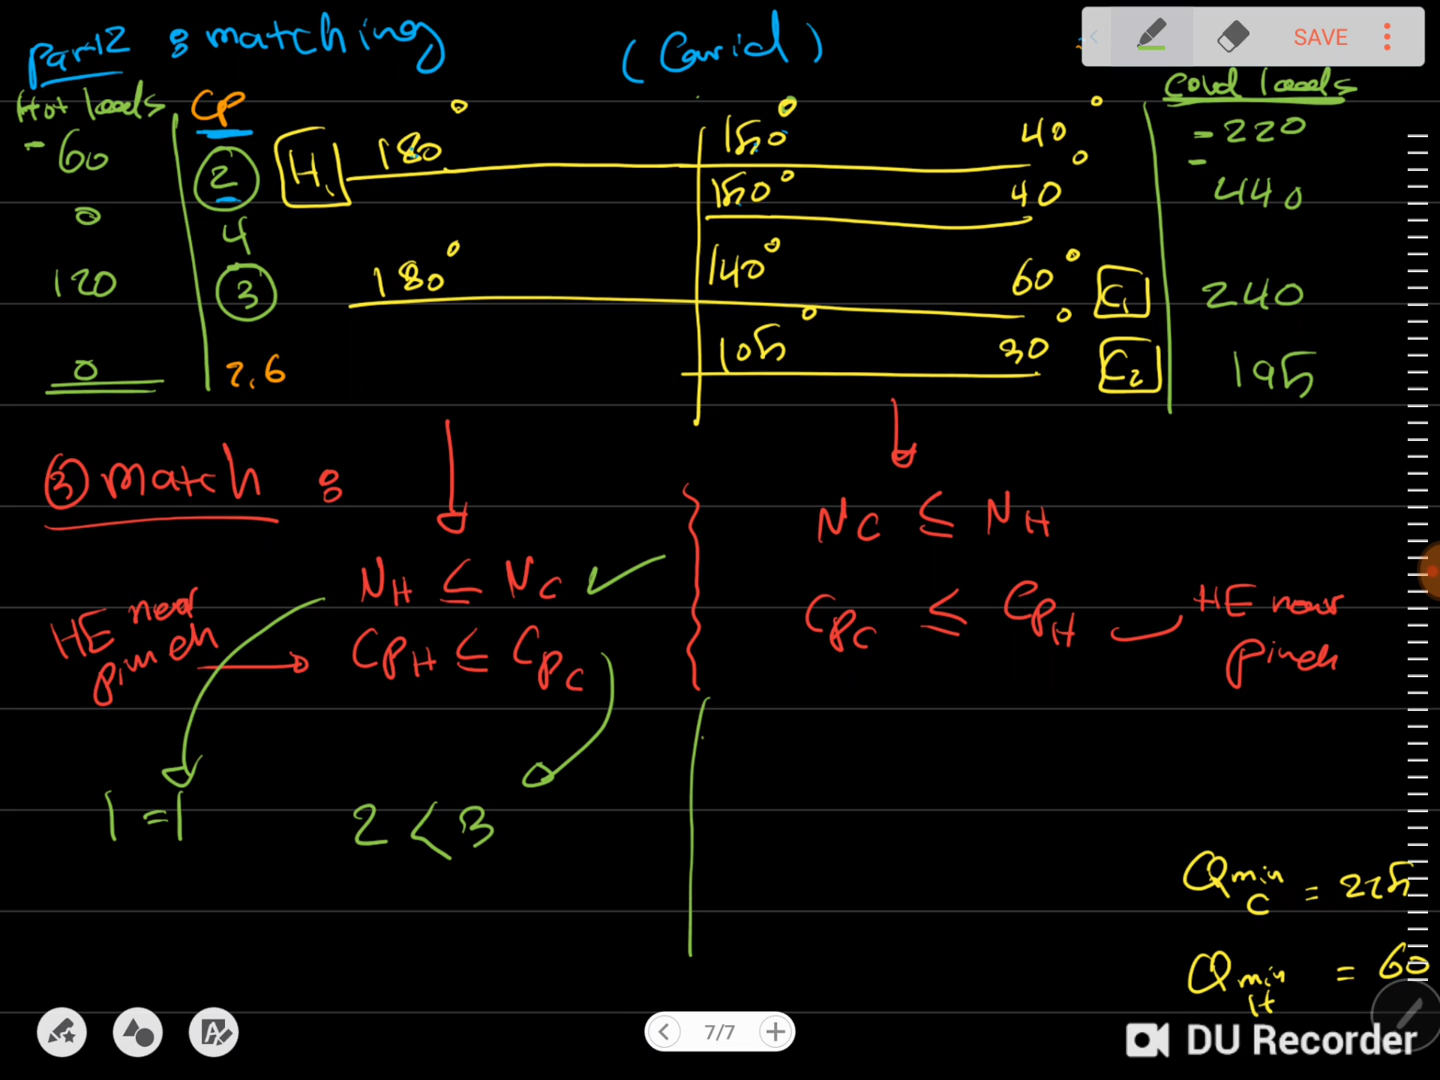 Part2 : matching (Grid) SAVE
Hot loads CP Cold loads
-60 2 H1 180° 150° 40° -220
0 4 150° 40° -440
120 3 180° 140° 60° C1 240
0 2,6 105° 30° C2 195
③ match :
NH ≤ NC ✓ NC ≤ NH
HE near pinch → CPH ≤ CPC CPC ≤ CPH HE near pinch
1 = 1 2 < 3
Qmin C = 225
Qmin H = 60
7/7
DU Recorder